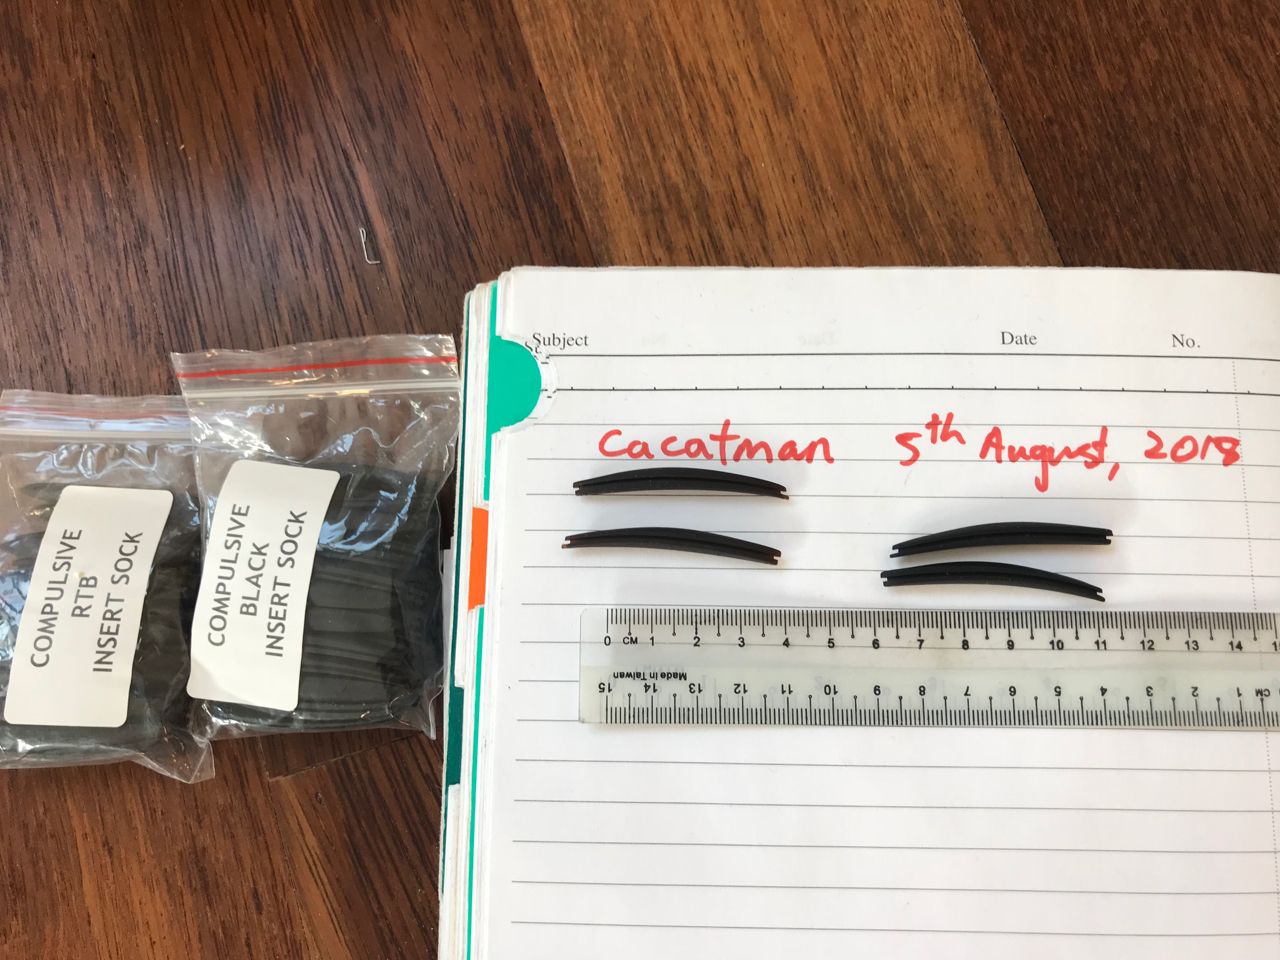 Subject
Date
No.
Cacatman 5th August, 2018
COMPULSIVE
RTB
INSERT SOCK
COMPULSIVE
BLACK
INSERT SOCK
0 CM 1 2 3 4 5 6 7 8 9 10 11 12 13 14 15
Made in Taiwan
15 14 13 12 11 10 9 8 7 6 5 4 3 2 1 CM